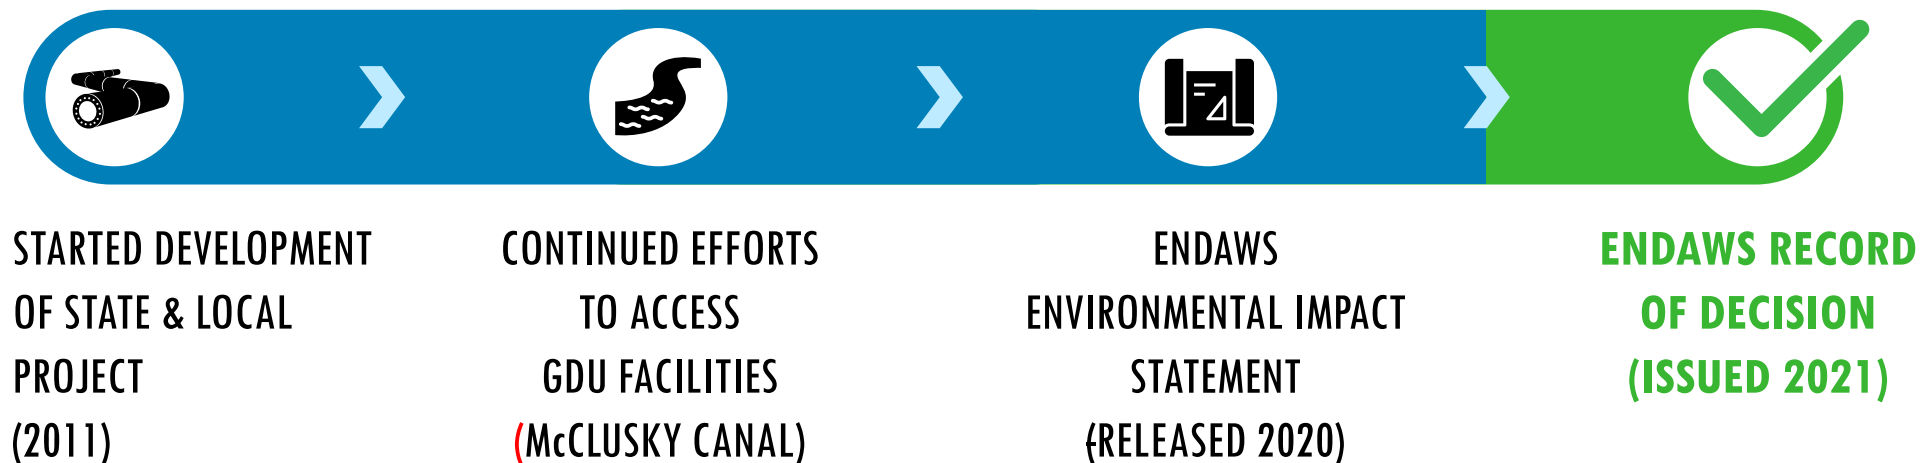 STARTED DEVELOPMENT
OF STATE & LOCAL
PROJECT
(2011)
CONTINUED EFFORTS
TO ACCESS
GDU FACILITIES
(McCLUSKY CANAL)
ENDAWS
ENVIRONMENTAL IMPACT
STATEMENT
(RELEASED 2020)
ENDAWS RECORD
OF DECISION
(ISSUED 2021)